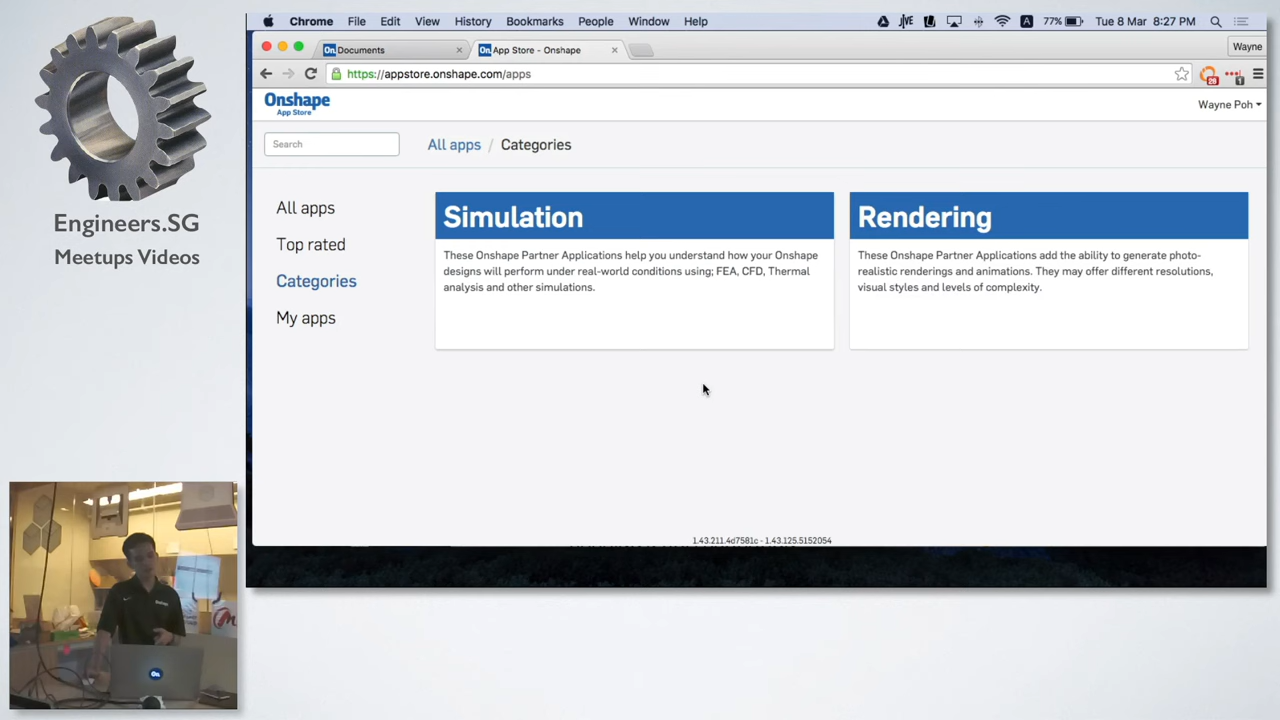 Chrome File Edit View History Bookmarks People Window Help
77% Tue 8 Mar 8:27 PM
Documents
App Store - Onshape
Wayne
https://appstore.onshape.com/apps
Onshape
App Store
Wayne Poh
Search
All apps / Categories
All apps
Top rated
Categories
My apps
Simulation
These Onshape Partner Applications help you understand how your Onshape
designs will perform under real-world conditions using; FEA, CFD, Thermal
analysis and other simulations.
Rendering
These Onshape Partner Applications add the ability to generate photo-
realistic renderings and animations. They may offer different resolutions,
visual styles and levels of complexity.
1.43.211.4d7581c - 1.43.125.5152054
Engineers.SG
Meetups Videos
On